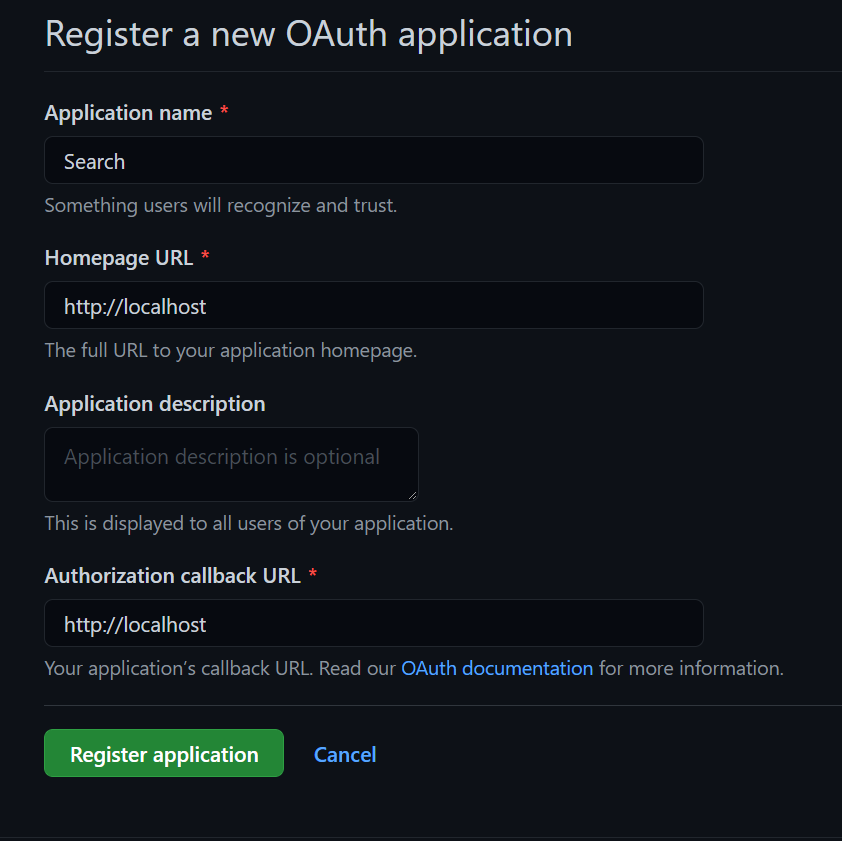 Register a new OAuth application
Application name *
Search
Something users will recognize and trust.
Homepage URL *
http://localhost
The full URL to your application homepage.
Application description
Application description is optional
This is displayed to all users of your application.
Authorization callback URL *
http://localhost
Your application’s callback URL. Read our OAuth documentation for more information.
Register application Cancel